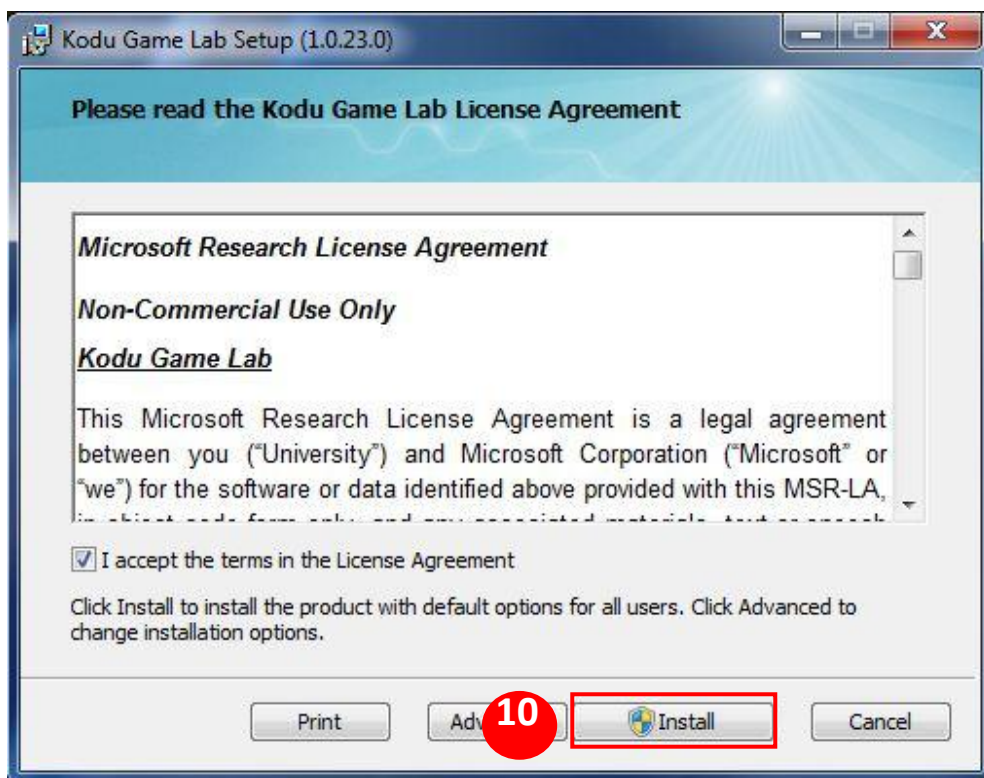 Kodu Game Lab Setup (1.0.23.0)
Please read the Kodu Game Lab License Agreement
Microsoft Research License Agreement
Non-Commercial Use Only
Kodu Game Lab
This Microsoft Research License Agreement is a legal agreement
between you (“University”) and Microsoft Corporation (“Microsoft” or
“we”) for the software or data identified above provided with this MSR-LA,
I accept the terms in the License Agreement
Click Install to install the product with default options for all users. Click Advanced to
change installation options.
Print Adv 10 Install Cancel